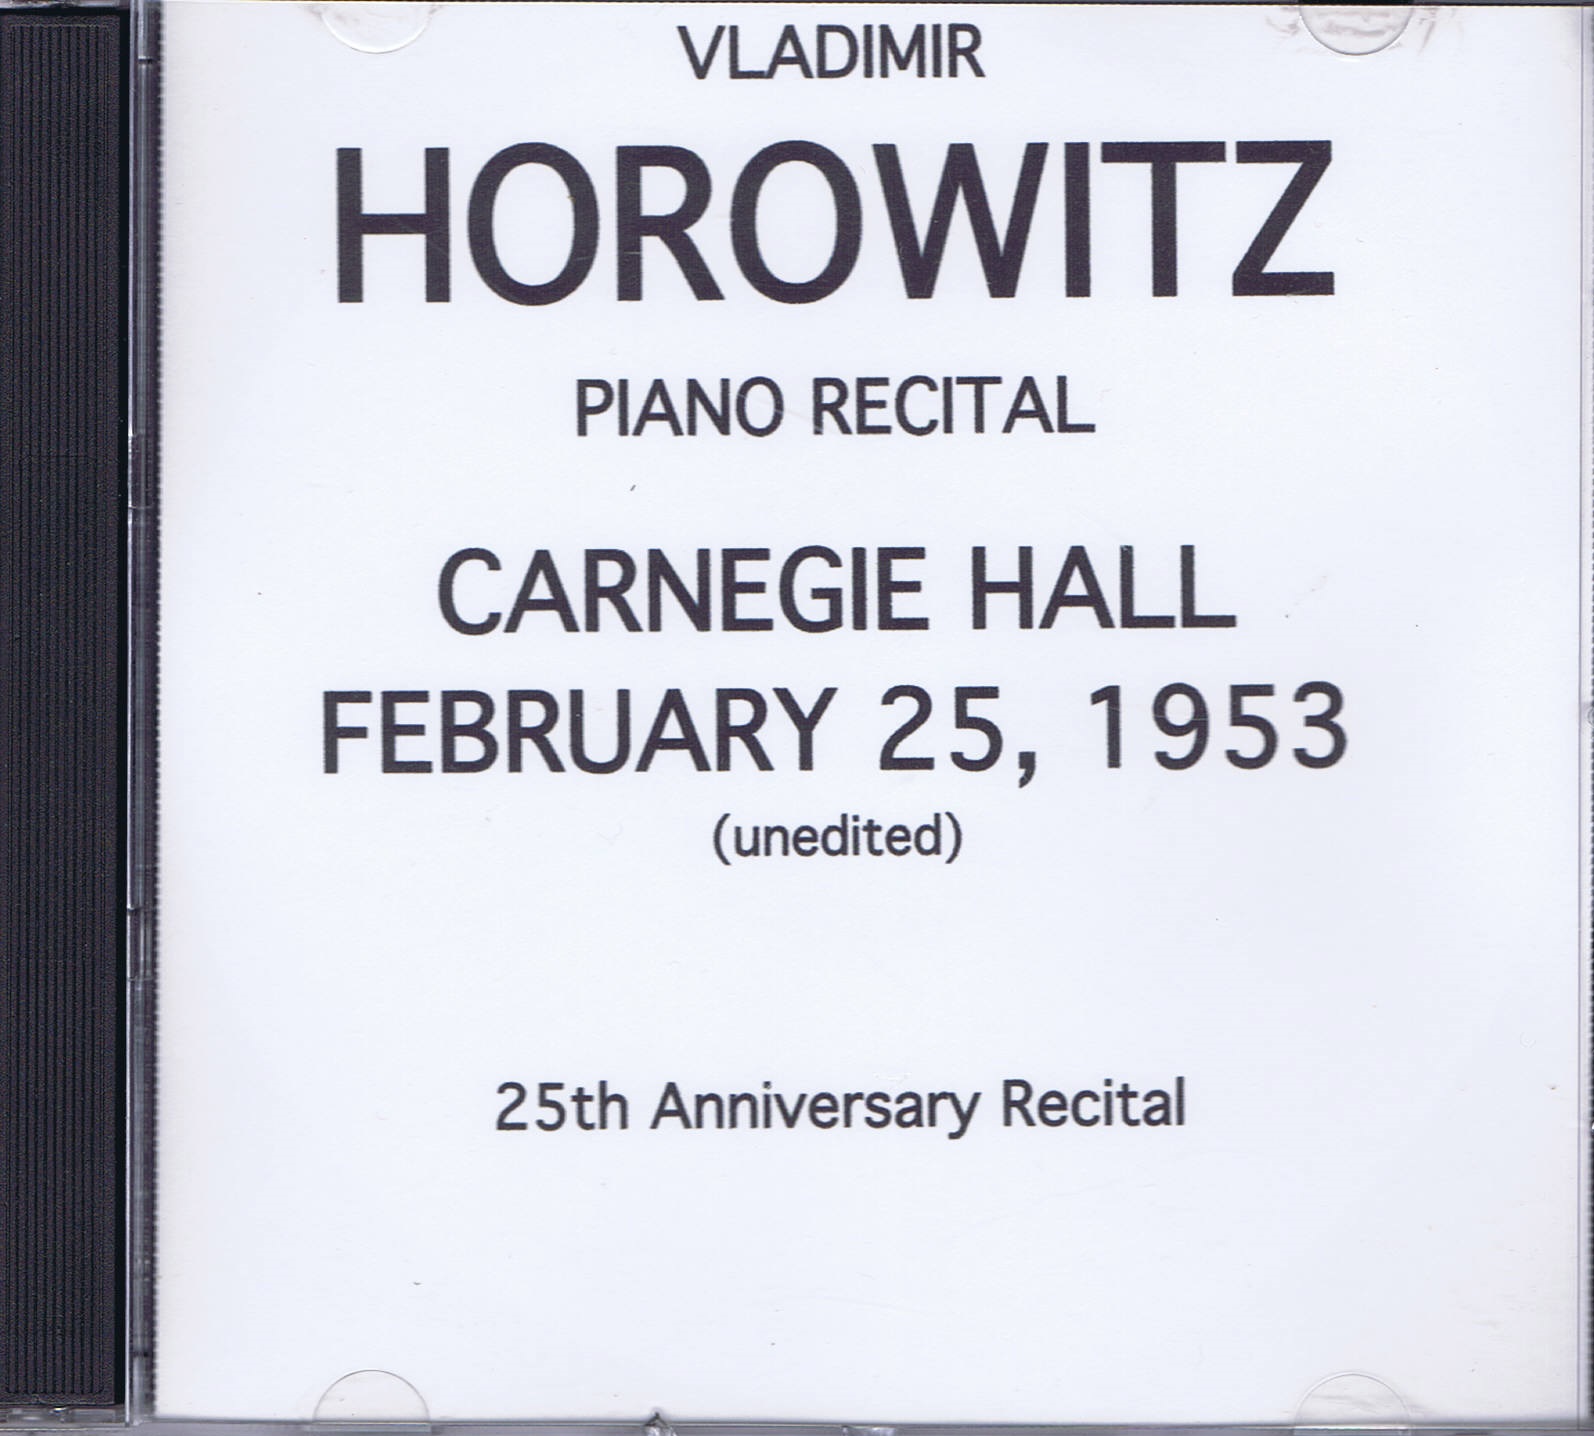 VLADIMIR
HOROWITZ
PIANO RECITAL
CARNEGIE HALL
FEBRUARY 25, 1953
(unedited)
25th Anniversary Recital